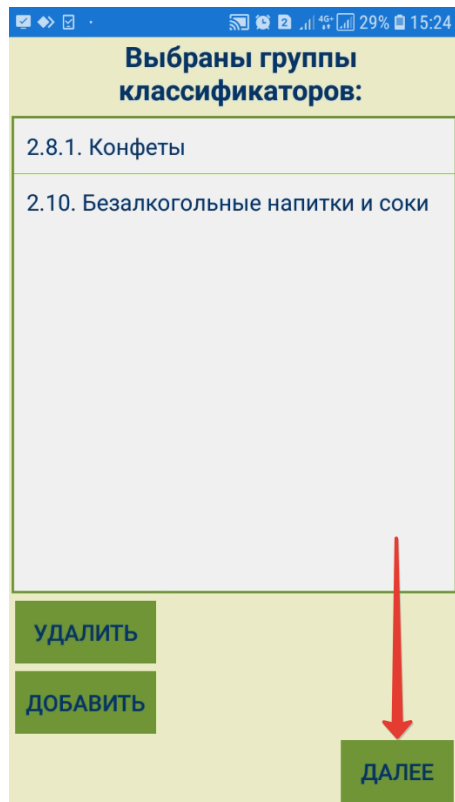 29% 15:24
Выбраны группы
классификаторов:
2.8.1. Конфеты
2.10. Безалкогольные напитки и соки
УДАЛИТЬ
ДОБАВИТЬ
ДАЛЕЕ